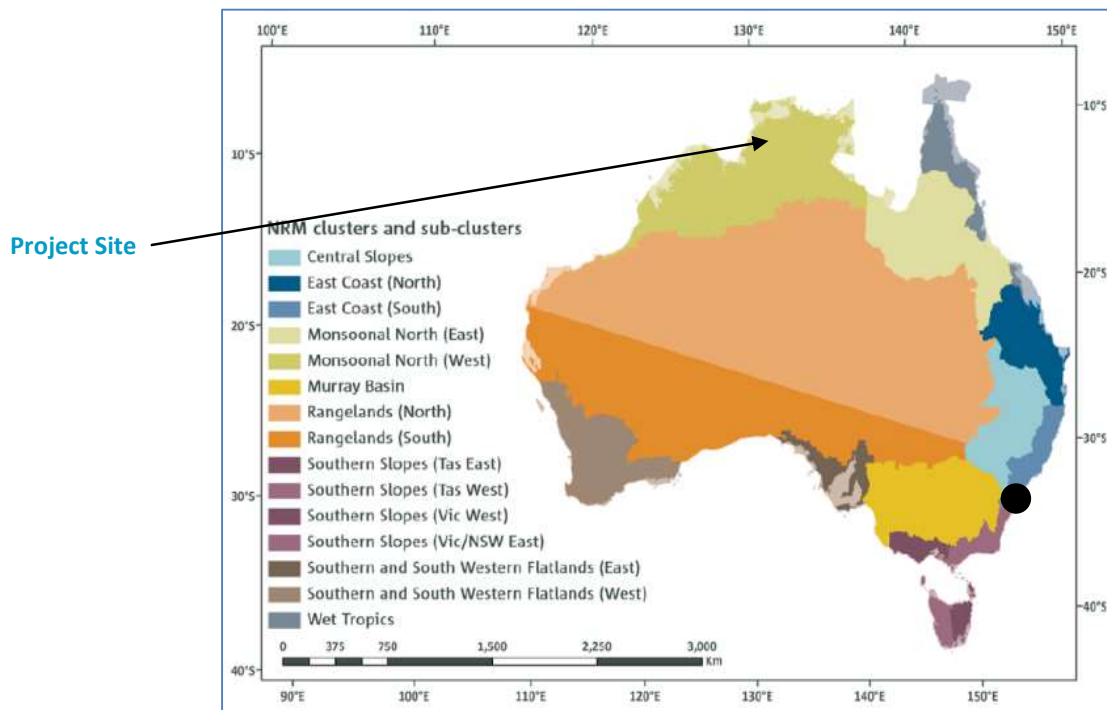 100°E 110°E 120°E 130°E 140°E 150°E
10°S
10°S
Project Site
NRM clusters and sub-clusters
Central Slopes
East Coast (North)
20°S
East Coast (South)
20°S
Monsoonal North (East)
Monsoonal North (West)
Murray Basin
Rangelands (North)
Rangelands (South)
30°S
Southern Slopes (Tas East)
Southern Slopes (Tas West)
30°S
Southern Slopes (Vic West)
Southern Slopes (Vic/NSW East)
Southern and South Western Flatlands (East)
Southern and South Western Flatlands (West)
40°S
Wet Tropics
0 375 750 1,500 2,250 3,000
Km
40°S
90°E 100°E 110°E 120°E 130°E 140°E 150°E